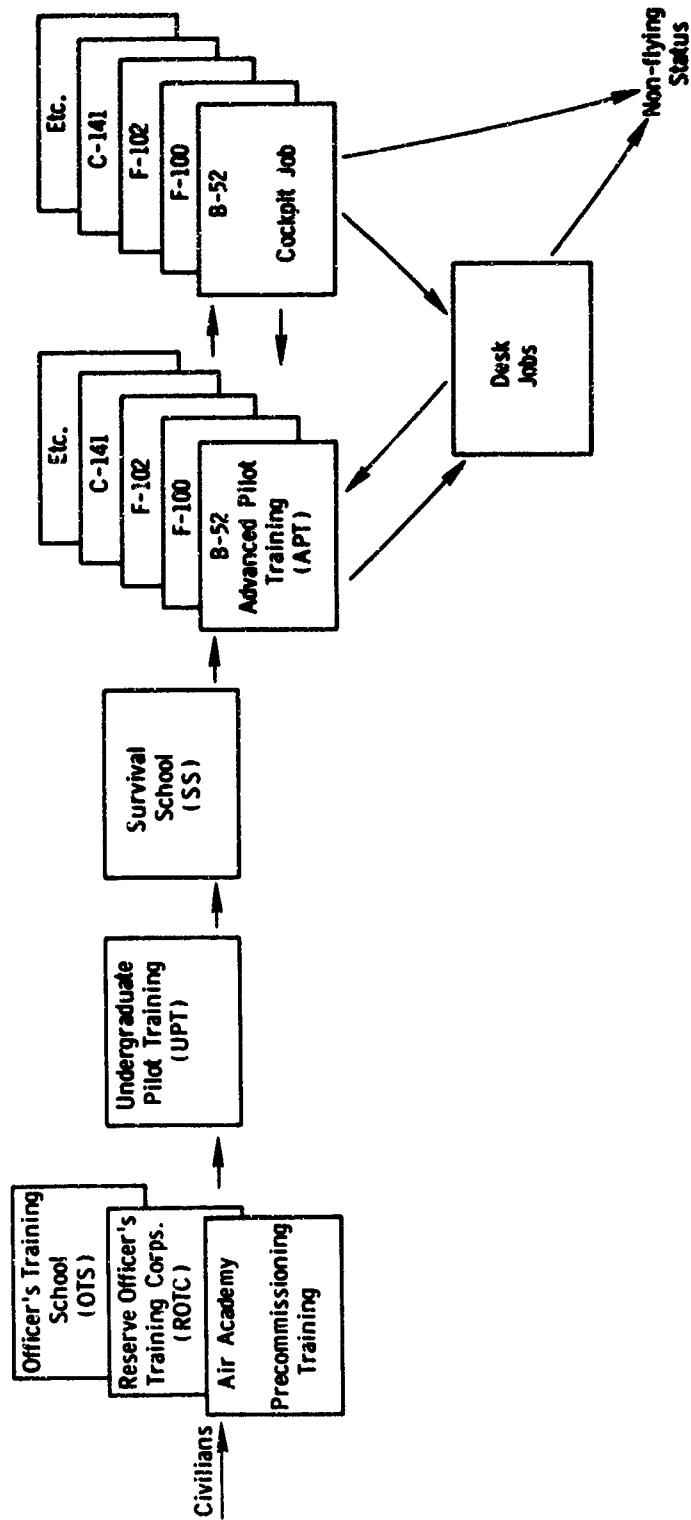 Civilians
Officer's Training
School
(OTS)
Reserve Officer's
Training Corps.
(ROTC)
Air Academy
Precommissioning
Training
Undergraduate
Pilot Training
(UPT)
Survival
School
(SS)
Etc.
C-141
F-102
F-100
B-52
Advanced Pilot
Training
(APT)
Etc.
C-141
F-102
F-100
B-52
Cockpit Job
Desk
Jobs
Non-flying
Status